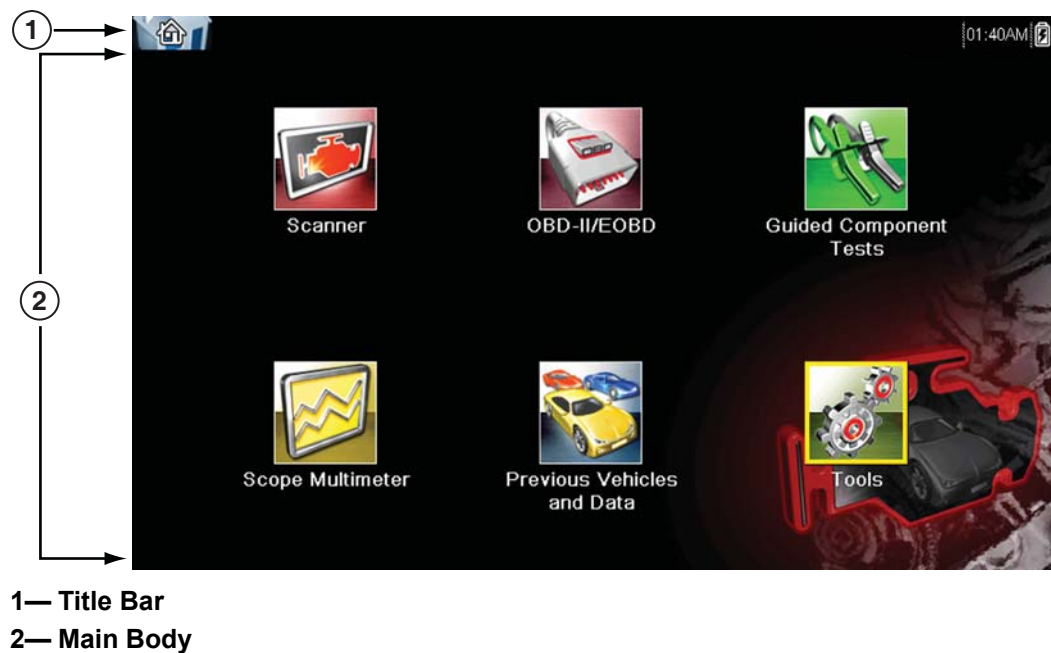 1
01:40AM
Scanner
OBD
OBD-II/EOBD
Guided Component
Tests
2
Scope Multimeter
Previous Vehicles
and Data
Tools
1— Title Bar
2— Main Body